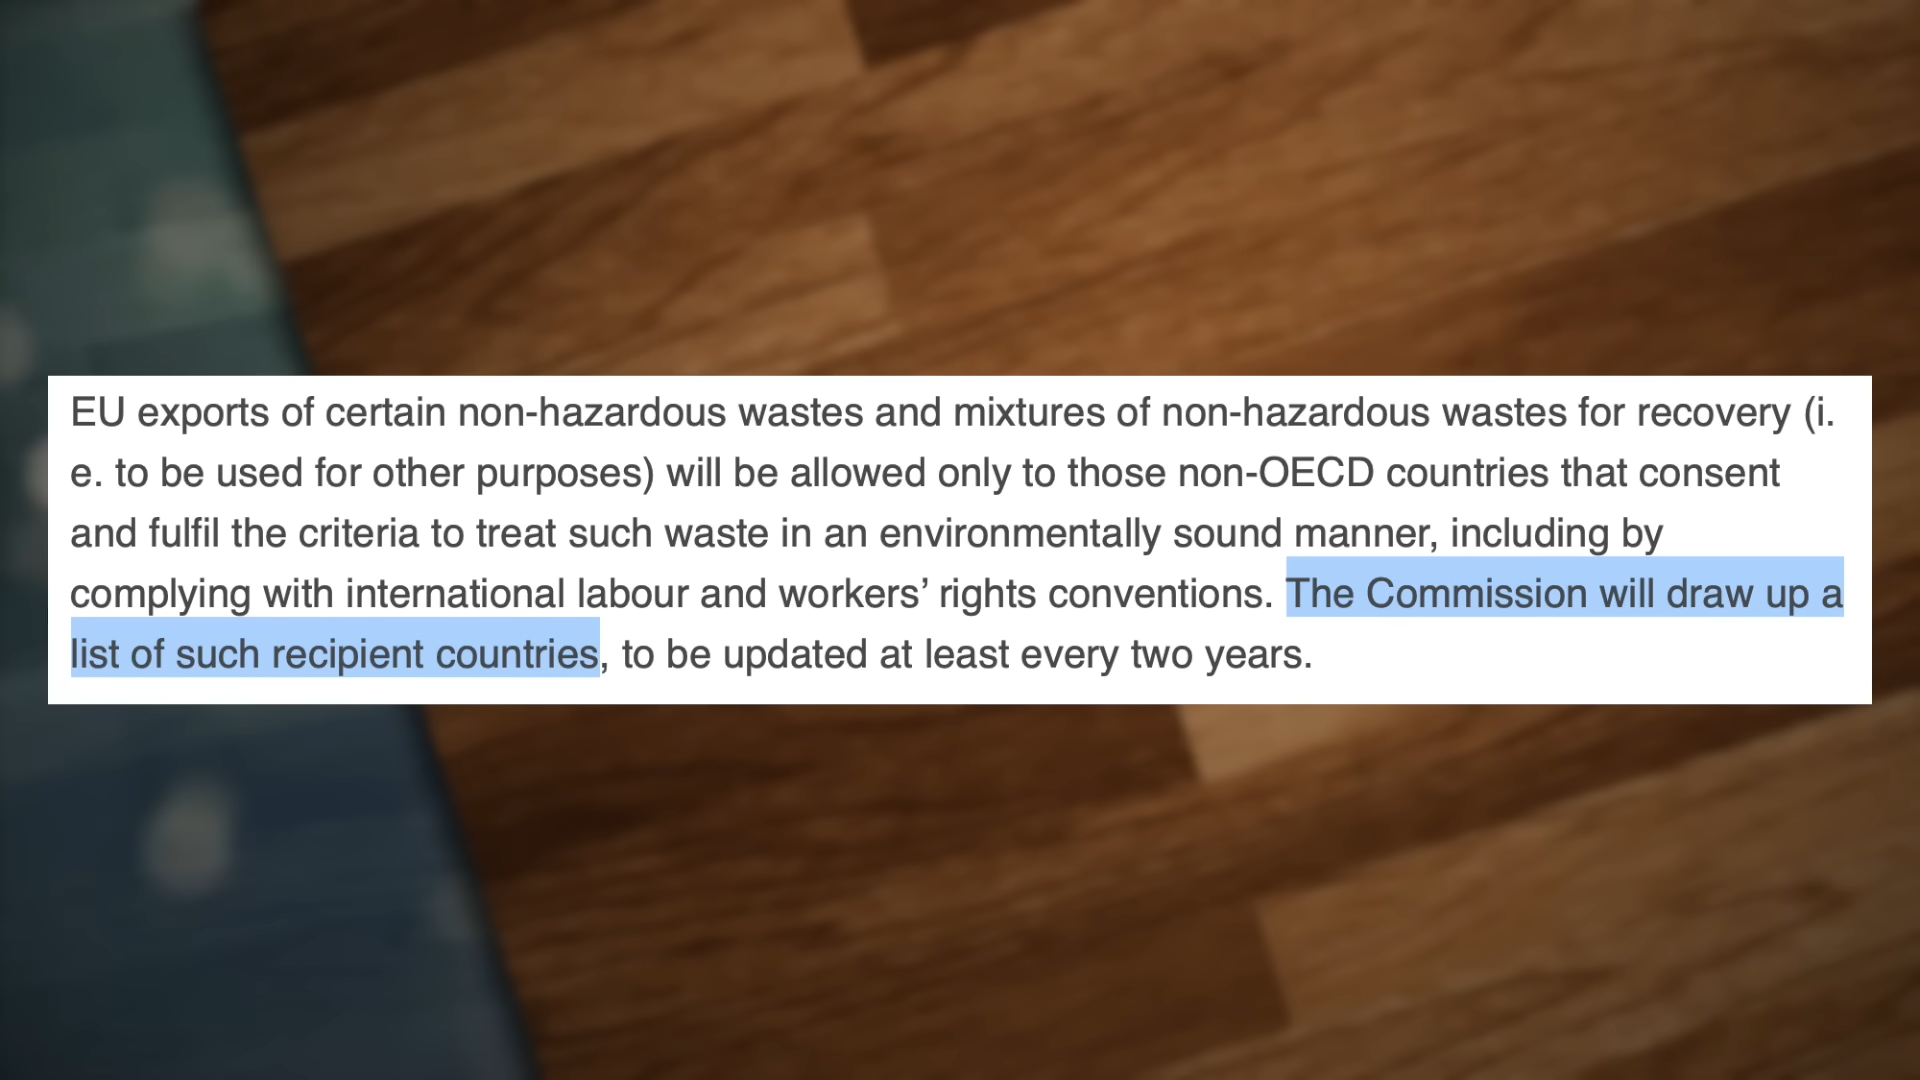 EU exports of certain non-hazardous wastes and mixtures of non-hazardous wastes for recovery (i.
e. to be used for other purposes) will be allowed only to those non-OECD countries that consent
and fulfil the criteria to treat such waste in an environmentally sound manner, including by
complying with international labour and workers’ rights conventions. The Commission will draw up a
list of such recipient countries, to be updated at least every two years.